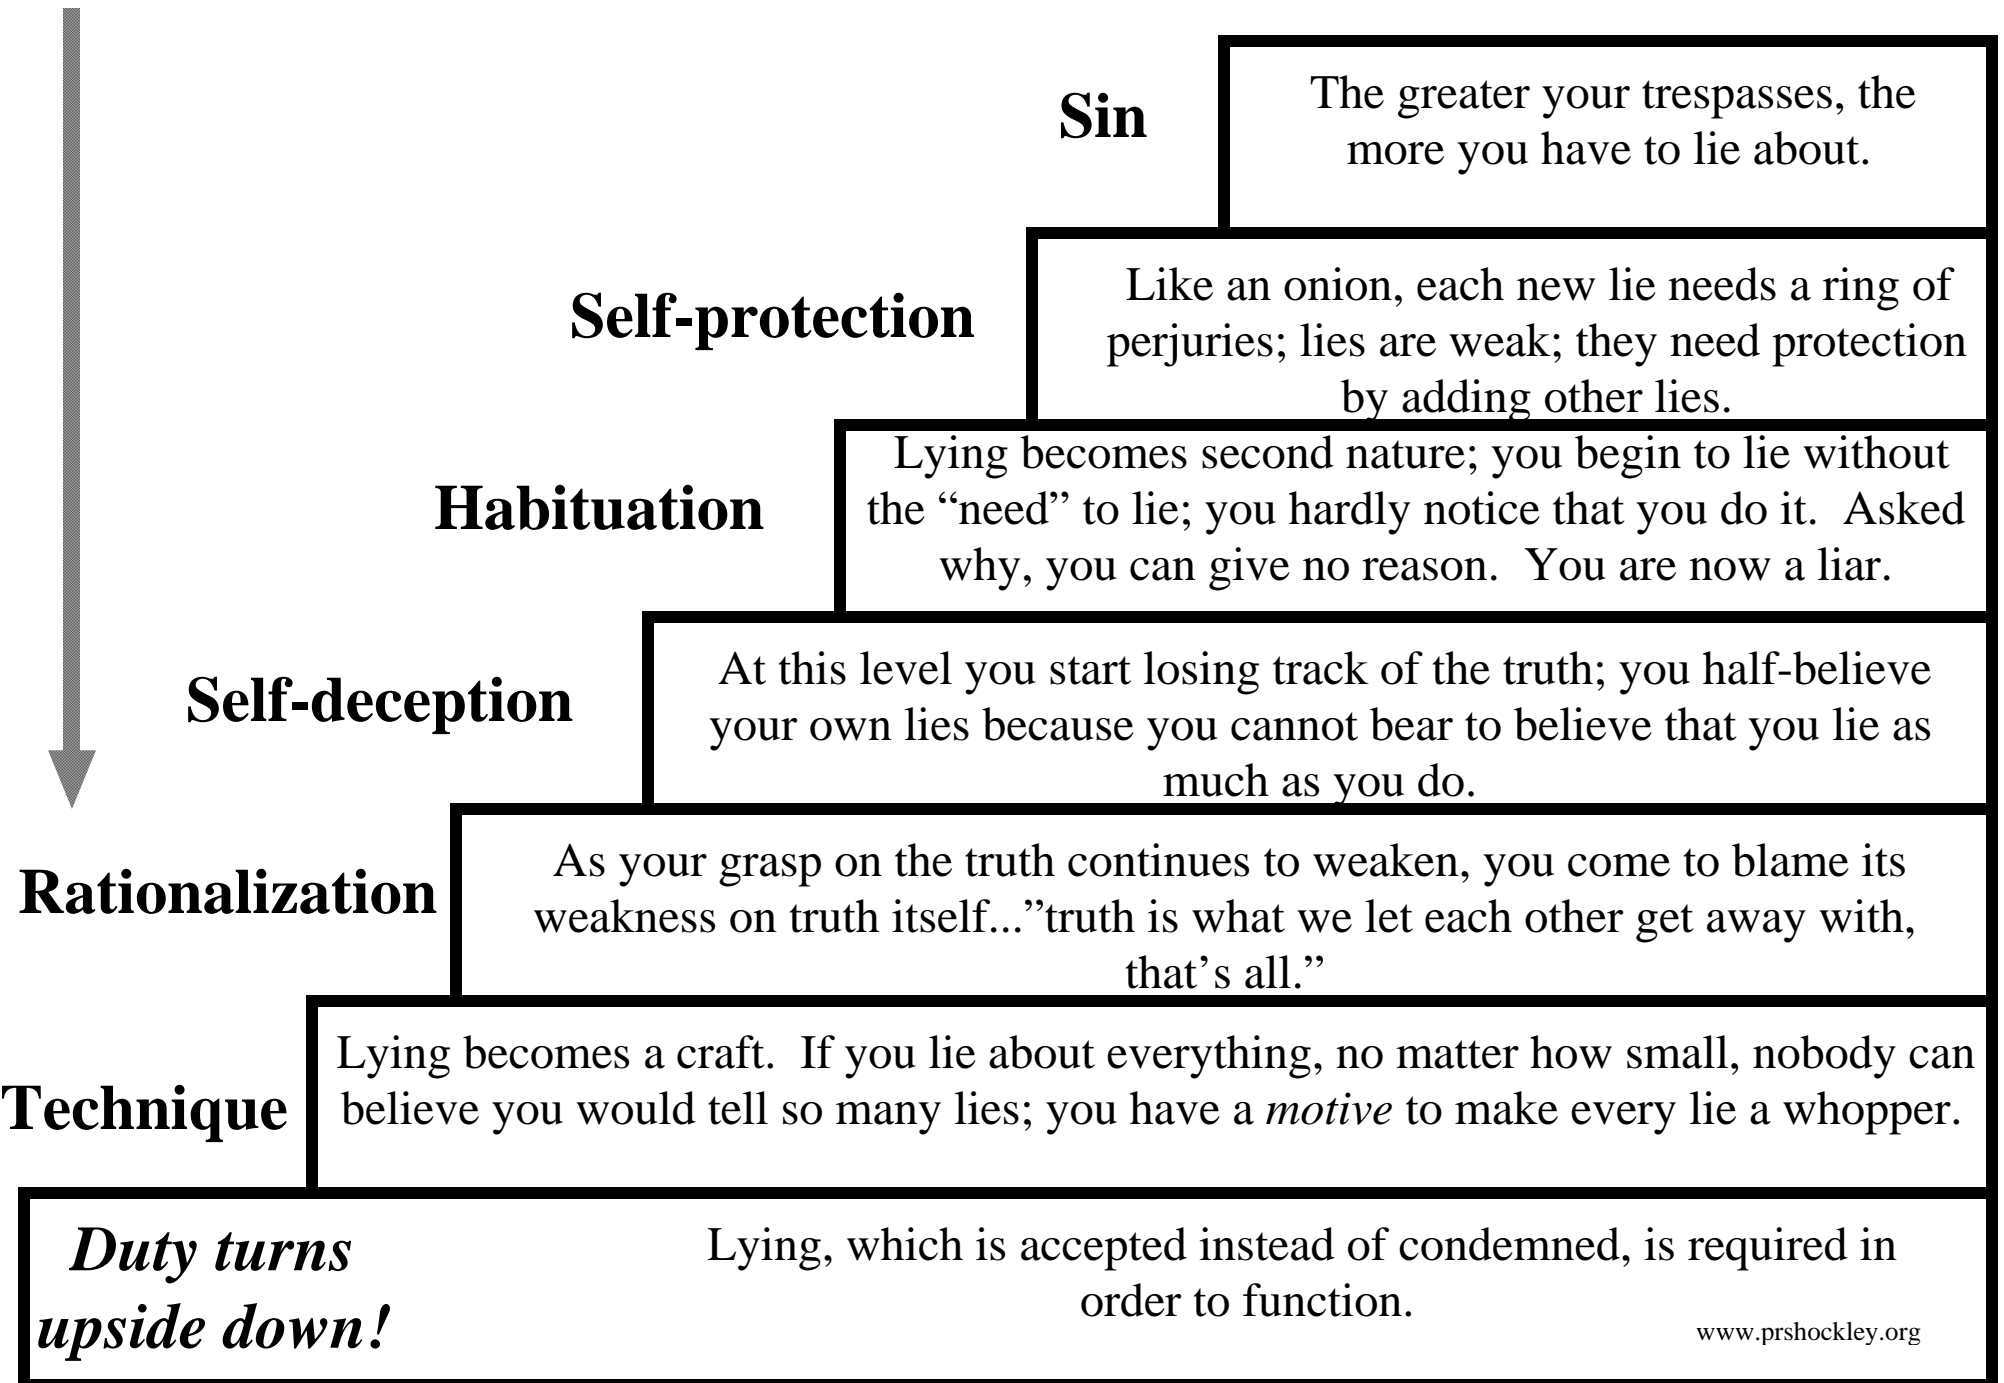 Sin
The greater your trespasses, the
more you have to lie about.
Self-protection
Like an onion, each new lie needs a ring of
perjuries; lies are weak; they need protection
by adding other lies.
Habituation
Lying becomes second nature; you begin to lie without
the “need” to lie; you hardly notice that you do it.  Asked
why, you can give no reason.  You are now a liar.
Self-deception
At this level you start losing track of the truth; you half-believe
your own lies because you cannot bear to believe that you lie as
much as you do.
Rationalization
As your grasp on the truth continues to weaken, you come to blame its
weakness on truth itself...”truth is what we let each other get away with,
that’s all.”
Technique
Lying becomes a craft.  If you lie about everything, no matter how small, nobody can
believe you would tell so many lies; you have a motive to make every lie a whopper.
Duty turns
upside down!
Lying, which is accepted instead of condemned, is required in
order to function.
www.prshockley.org